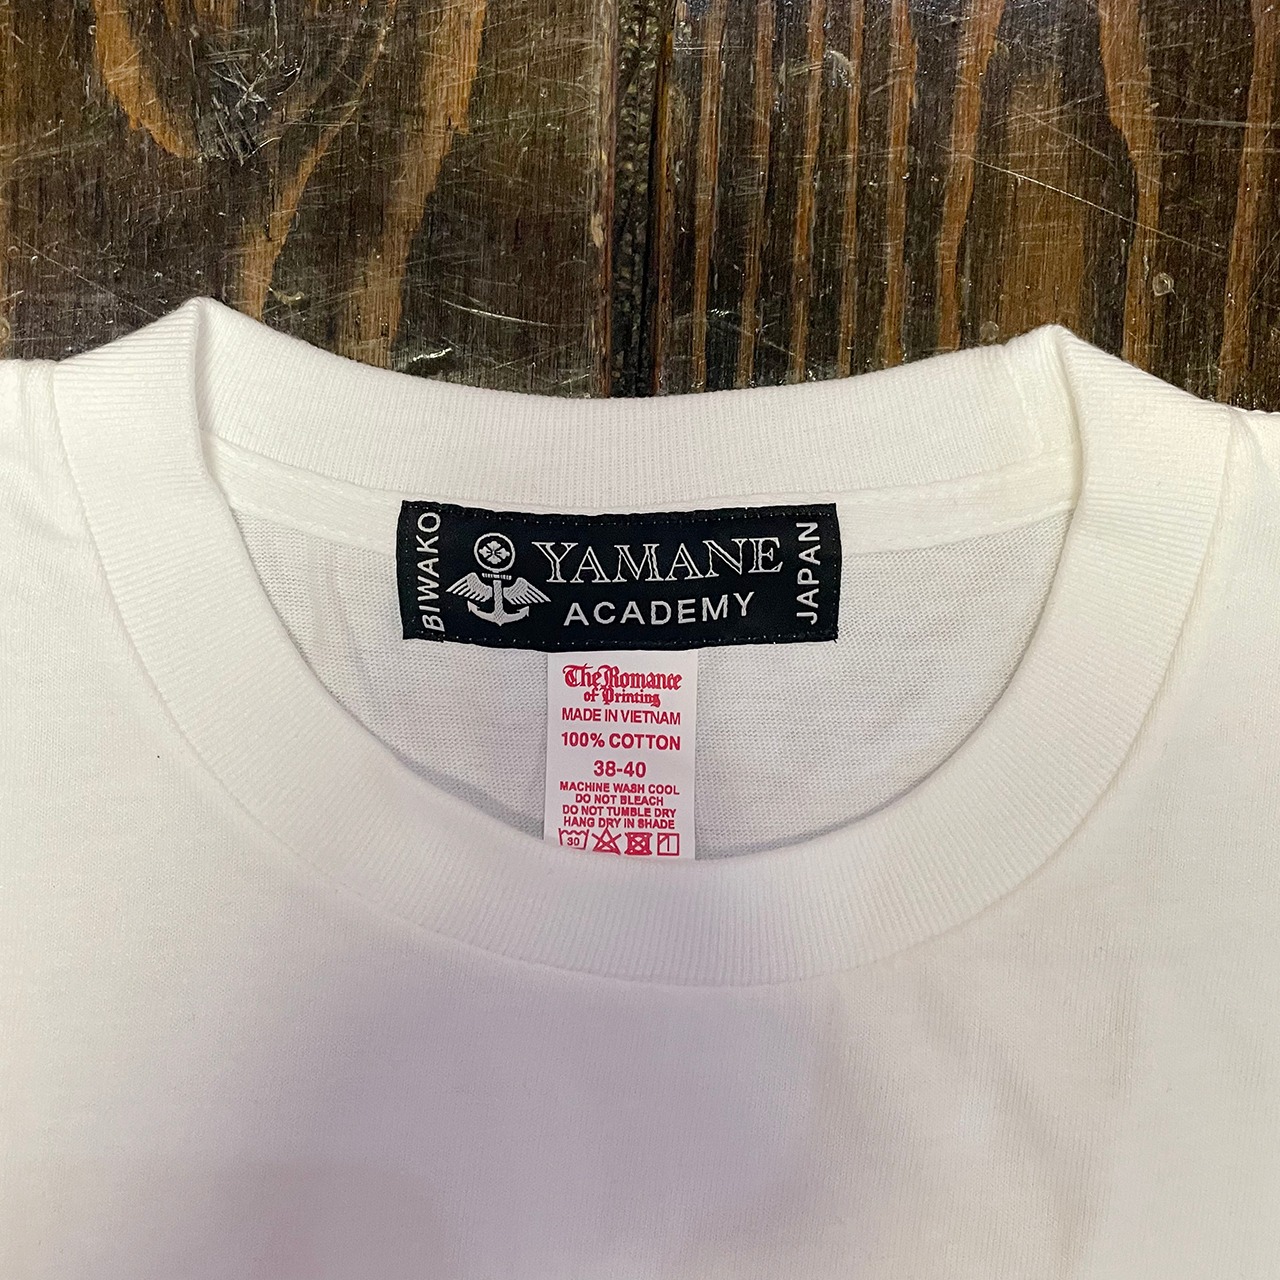 BIWAKO
YAMANE
ACADEMY
JAPAN
The Romance
of Printing
MADE IN VIETNAM
100% COTTON
38-40
MACHINE WASH COOL
DO NOT BLEACH
DO NOT TUMBLE DRY
HANG DRY IN SHADE
30